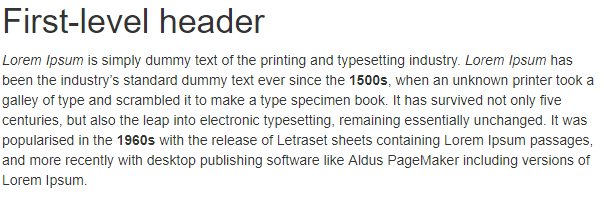 First-level header
Lorem Ipsum is simply dummy text of the printing and typesetting industry. Lorem Ipsum has
been the industry’s standard dummy text ever since the 1500s, when an unknown printer took a
galley of type and scrambled it to make a type specimen book. It has survived not only five
centuries, but also the leap into electronic typesetting, remaining essentially unchanged. It was
popularised in the 1960s with the release of Letraset sheets containing Lorem Ipsum passages,
and more recently with desktop publishing software like Aldus PageMaker including versions of
Lorem Ipsum.